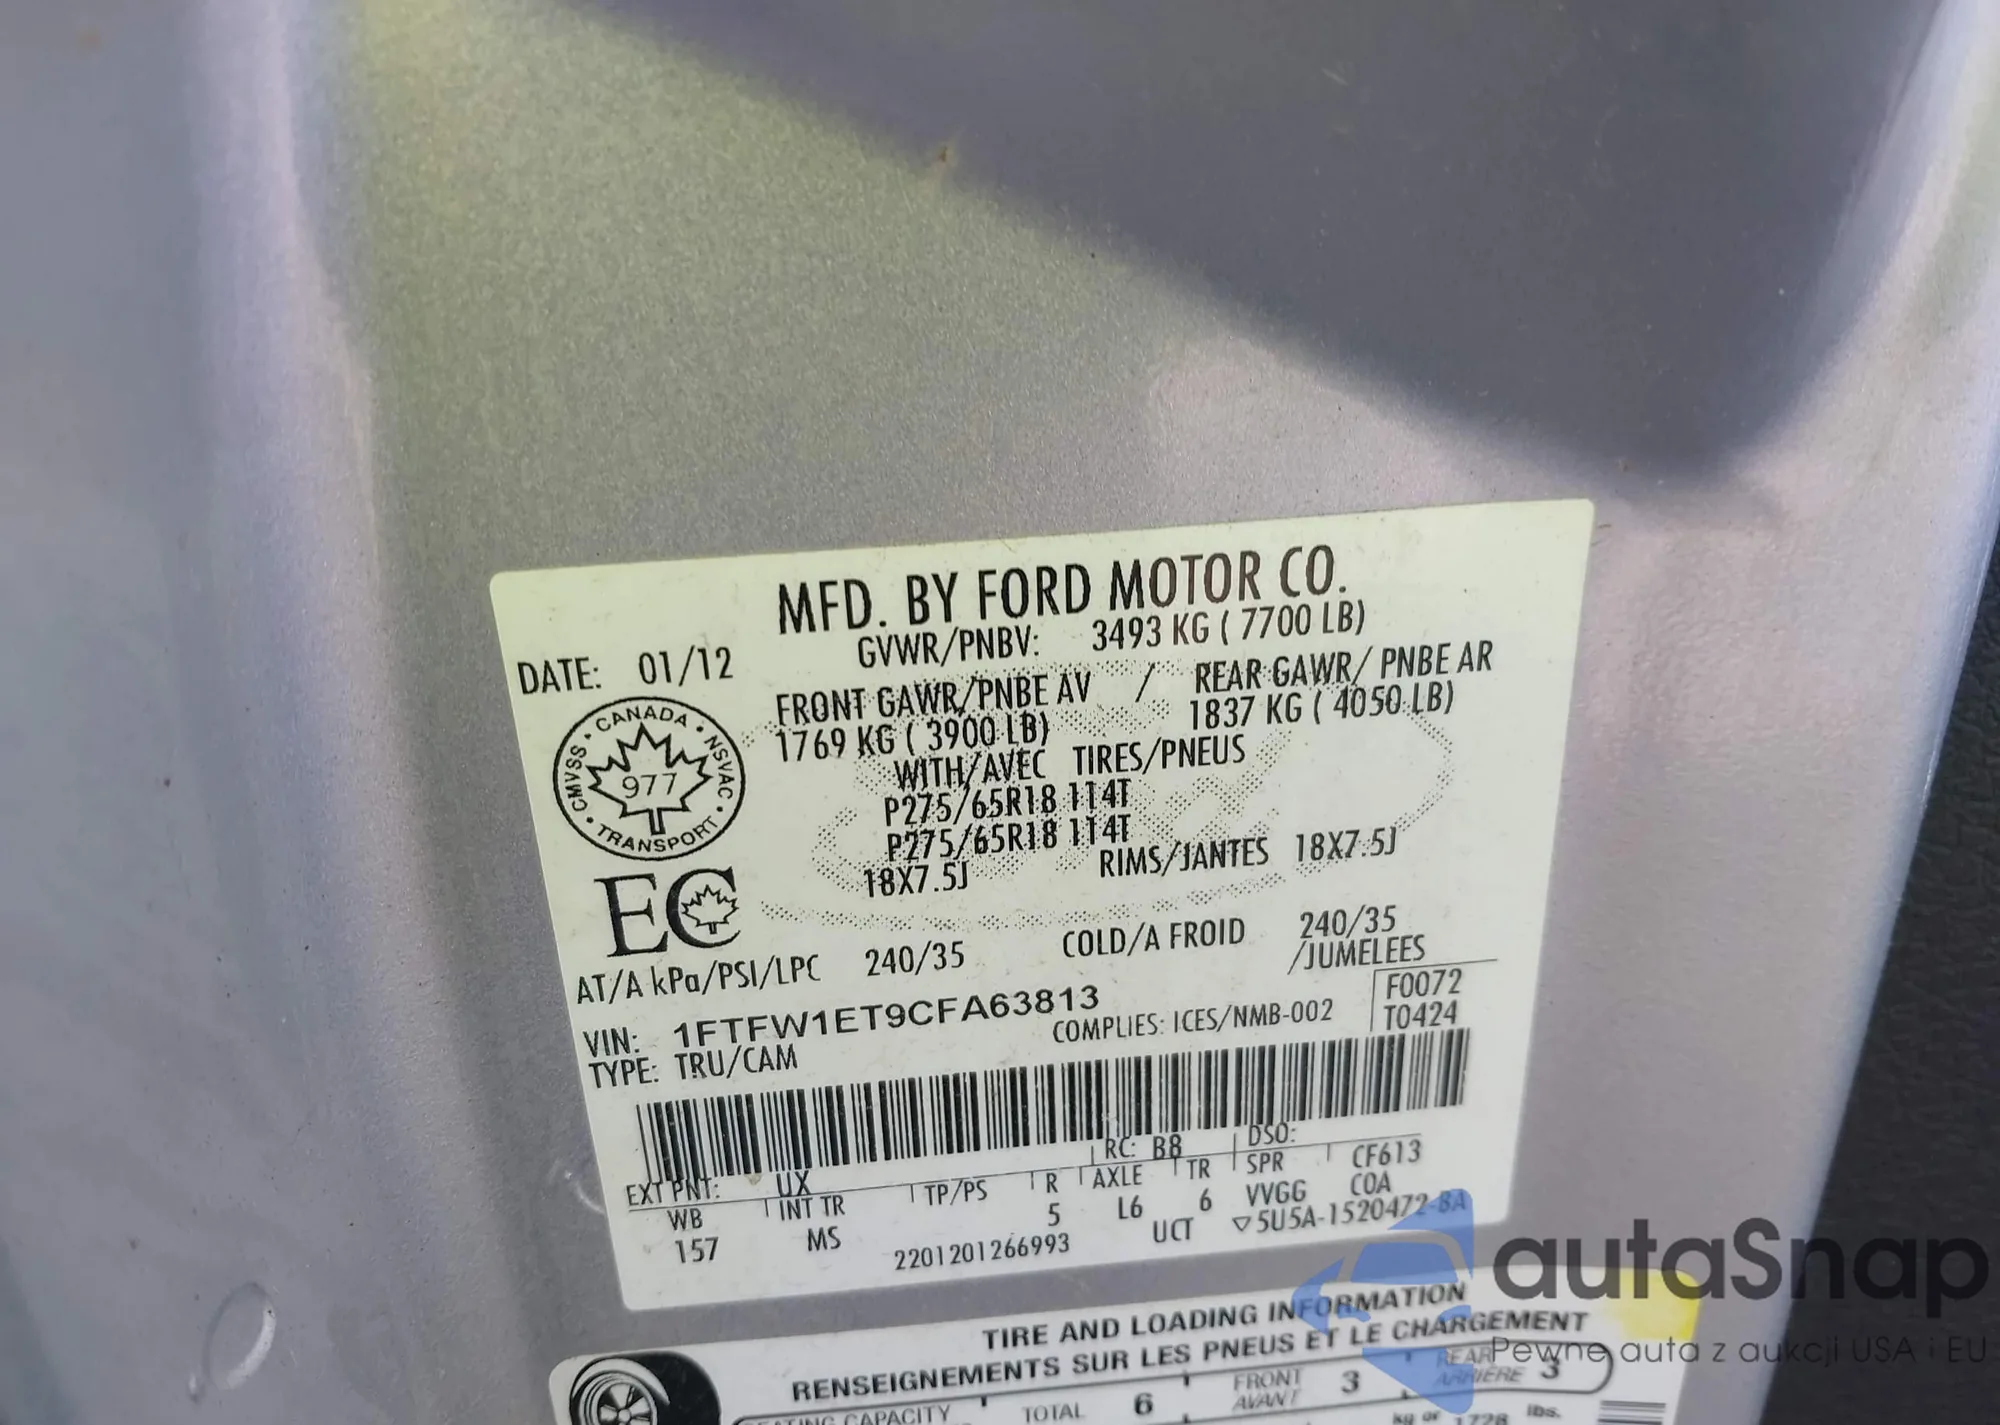 MFD. BY FORD MOTOR CO.
DATE: 01/12
GVWR/PNBV: 3493 KG ( 7700 LB)
FRONT GAWR/PNBE AV / REAR GAWR/ PNBE AR
1769 KG ( 3900 LB) 1837 KG ( 4050 LB)
WITH/AVEC TIRES/PNEUS
P275/65R18 114T
P275/65R18 114T
18X7.5J RIMS/JANTES 18X7.5J
CANADA • NSVAC • TRANSPORT • CMVSS •
977
EC
AT/A kPa/PSI/LPC 240/35 COLD/A FROID 240/35
/JUMELEES
VIN: 1FTFW1ET9CFA63813
F0072
TYPE: TRU/CAM COMPLIES: ICES/NMB-002 T0424
EXT PNT: UX RC: B8 DSO:
WB INT TR TP/PS R AXLE TR SPR CF613
157 MS 5 L6 6 VVGG COA
2201201266993 UCT ▽5U5A-1520472-BA
TIRE AND LOADING INFORMATION
RENSEIGNEMENTS SUR LES PNEUS ET LE CHARGEMENT
SEATING CAPACITY TOTAL 6 FRONT AVANT 3 REAR ARRIÈRE 3
kg or 1728 lbs.
autaSnap
Pewne auta z aukcji USA i EU